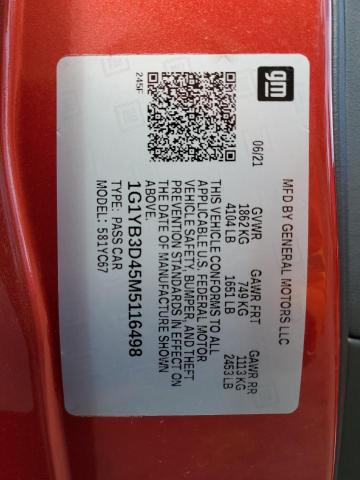 gm
06/21
MFD BY GENERAL MOTORS LLC
GVWR GAWR FRT GAWR RR
1862 KG 749 KG 1113 KG
4104 LB 1651 LB 2453 LB
THIS VEHICLE CONFORMS TO ALL
APPLICABLE U.S. FEDERAL MOTOR
VEHICLE SAFETY, BUMPER, AND THEFT
PREVENTION STANDARDS IN EFFECT ON
THE DATE OF MANUFACTURE SHOWN
ABOVE.
1G1YB3D45M5116498
TYPE: PASS CAR
MODEL: 581YC67
245F